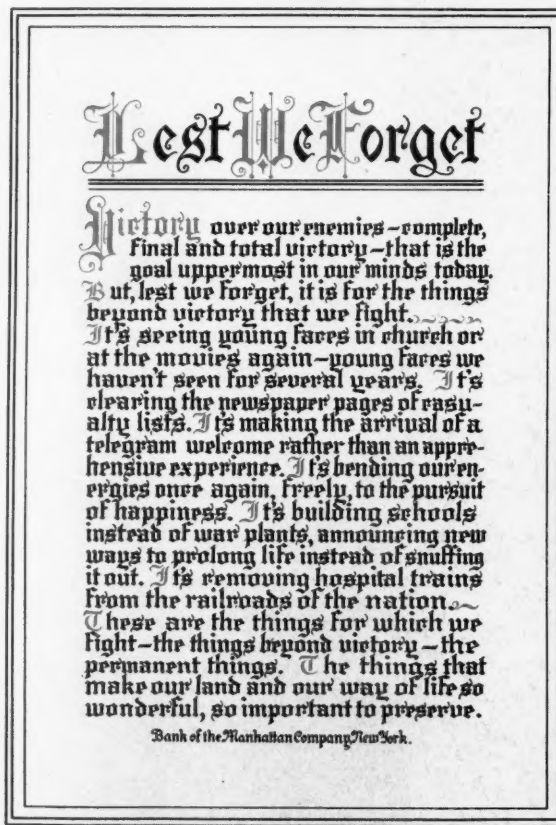 Lest We Forget
Victory over our enemies—complete,
final and total victory—that is the
goal uppermost in our minds today.
But, lest we forget, it is for the things
beyond victory that we fight.
It's seeing young faces in church or
at the movies again—young faces we
haven't seen for several years. It's
clearing the newspaper pages of casu-
alty lists. It's making the arrival of a
telegram welcome rather than an appre-
hensive experience. It's bending our en-
ergies once again, freely, to the pursuit
of happiness. It's building schools
instead of war plants, announcing new
ways to prolong life instead of snuffing
it out. It's removing hospital trains
from the railroads of the nation.
These are the things for which we
fight—the things beyond victory—the
permanent things. The things that
make our land and our way of life so
wonderful, so important to preserve.
Bank of the Manhattan Company, New York.